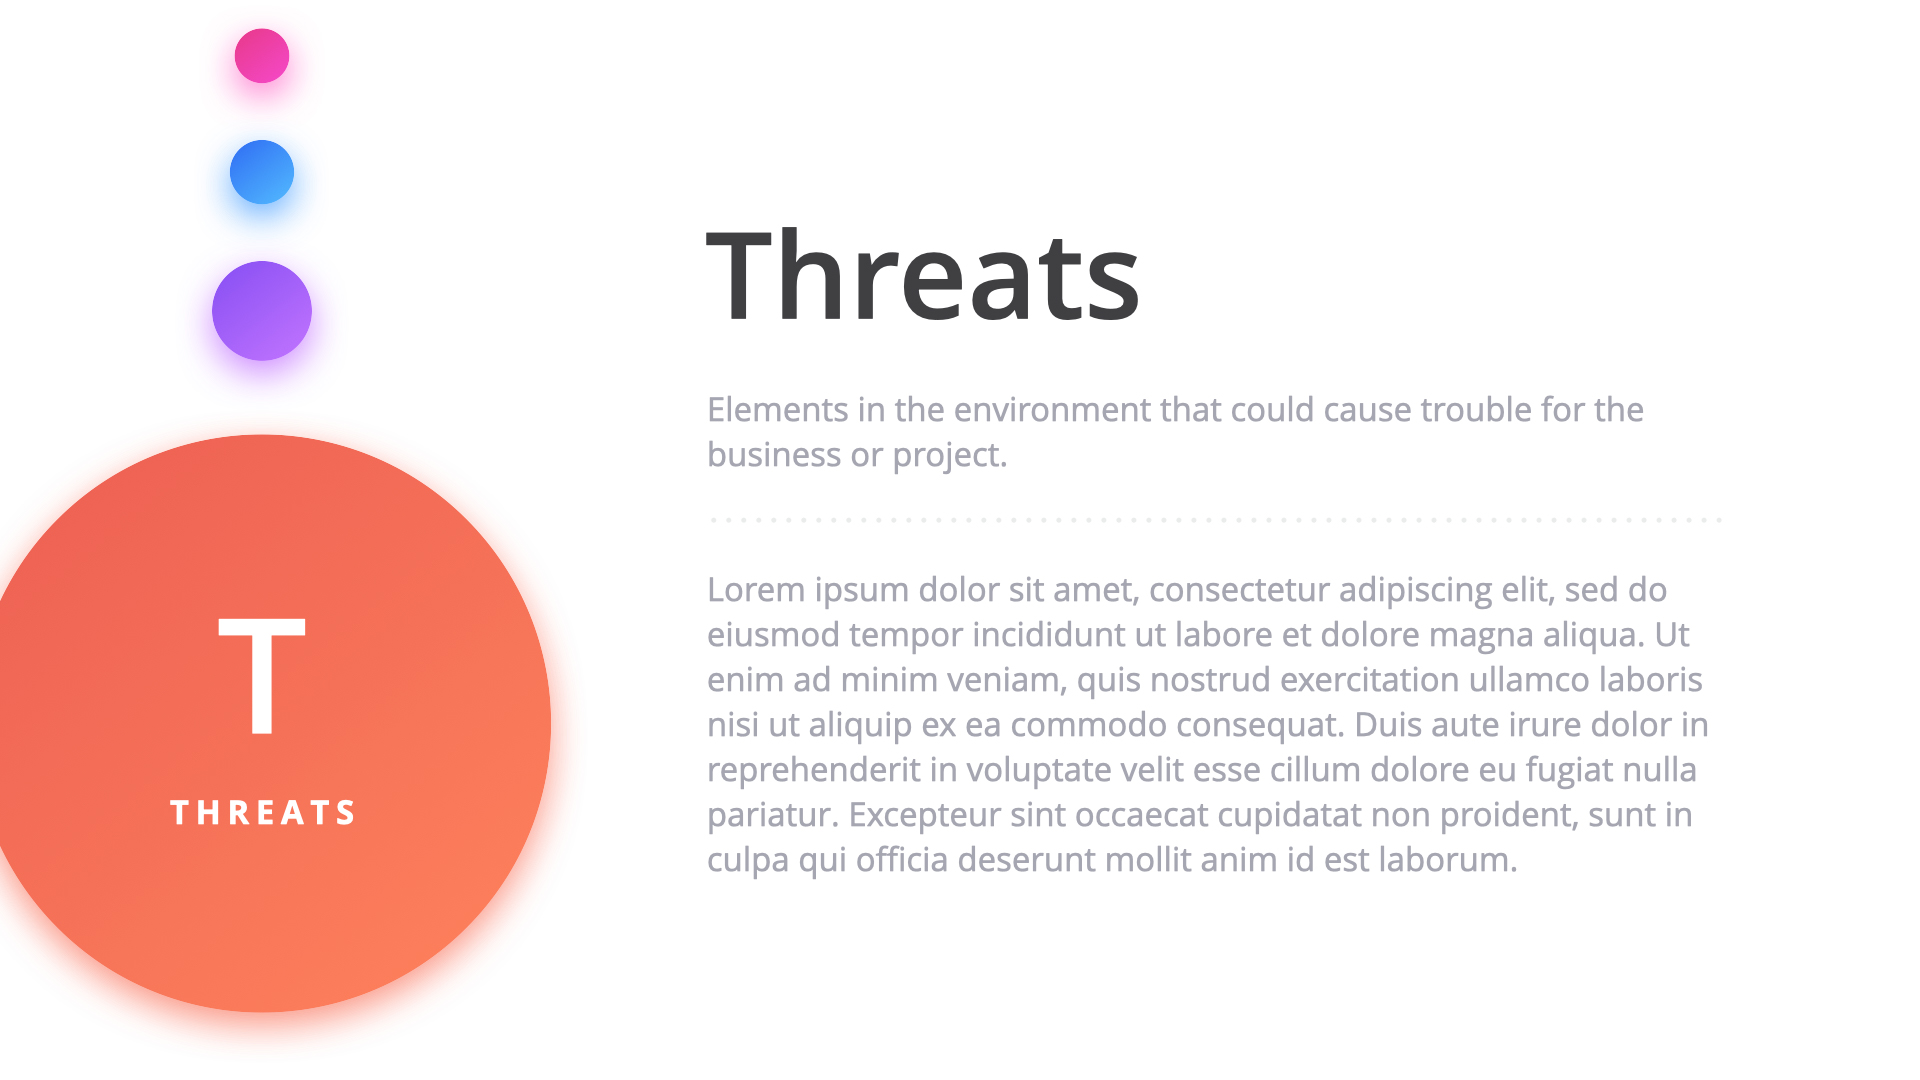 T
THREATS
Threats
Elements in the environment that could cause trouble for the
business or project.
Lorem ipsum dolor sit amet, consectetur adipiscing elit, sed do
eiusmod tempor incididunt ut labore et dolore magna aliqua. Ut
enim ad minim veniam, quis nostrud exercitation ullamco laboris
nisi ut aliquip ex ea commodo consequat. Duis aute irure dolor in
reprehenderit in voluptate velit esse cillum dolore eu fugiat nulla
pariatur. Excepteur sint occaecat cupidatat non proident, sunt in
culpa qui officia deserunt mollit anim id est laborum.